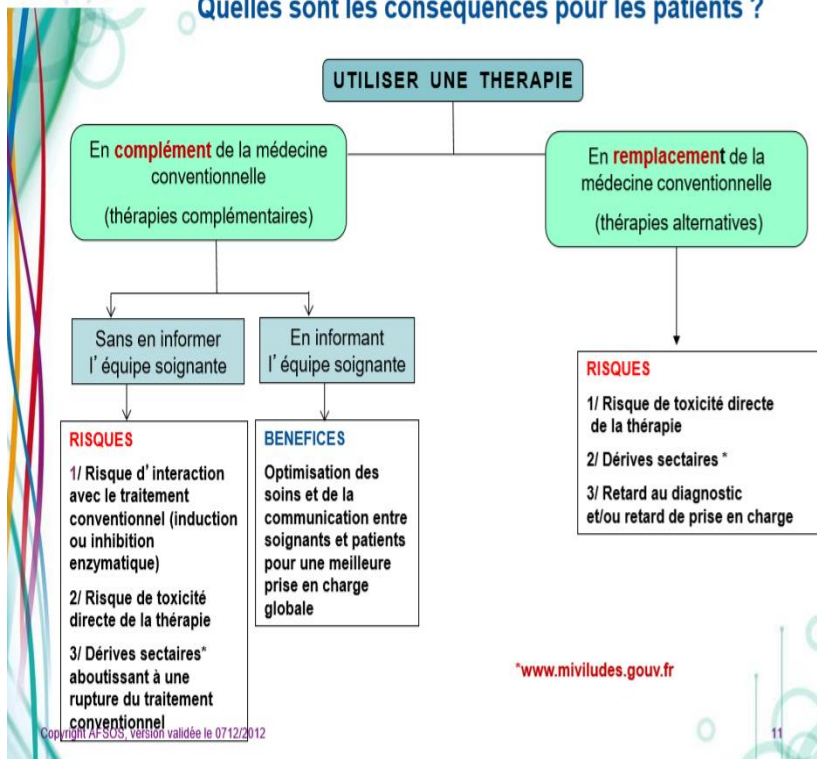 Quelles sont les conséquences pour les patients ?
UTILISER UNE THERAPIE
En complément de la médecine
conventionnelle
(thérapies complémentaires)
En remplacement de la
médecine conventionnelle
(thérapies alternatives)
Sans en informer
l’équipe soignante
En informant
l’équipe soignante
RISQUES
1/ Risque d’interaction
avec le traitement
conventionnel (induction
ou inhibition
enzymatique)
2/ Risque de toxicité
directe de la thérapie
3/ Dérives sectaires*
aboutissant à une
rupture du traitement
conventionnel
BENEFICES
Optimisation des
soins et de la
communication entre
soignants et patients
pour une meilleure
prise en charge
globale
RISQUES
1/ Risque de toxicité directe
de la thérapie
2/ Dérives sectaires *
3/ Retard au diagnostic
et/ou retard de prise en charge
*www.miviludes.gouv.fr
Copyright AFSOS, version validée le 0712/2012
11